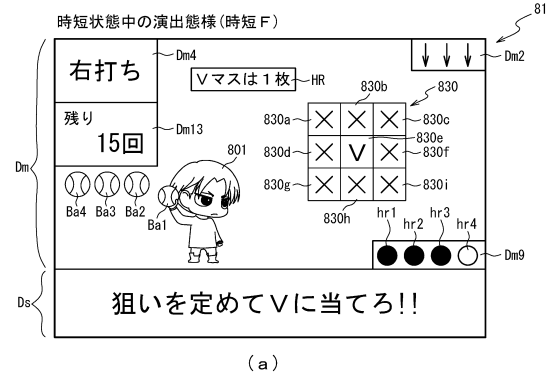 時短状態中の演出態様(時短F)
81
右打ち
Dm4
Vマスは1枚
HR
Dm2
830b
830
残り
15回
Dm13
830a
830c
830e
830d
V
830f
830g
830i
830h
Dm
801
Ba4
Ba3
Ba2
Ba1
hr1
hr2
hr3
hr4
Dm9
Ds
狙いを定めてVに当てろ!!
(a)